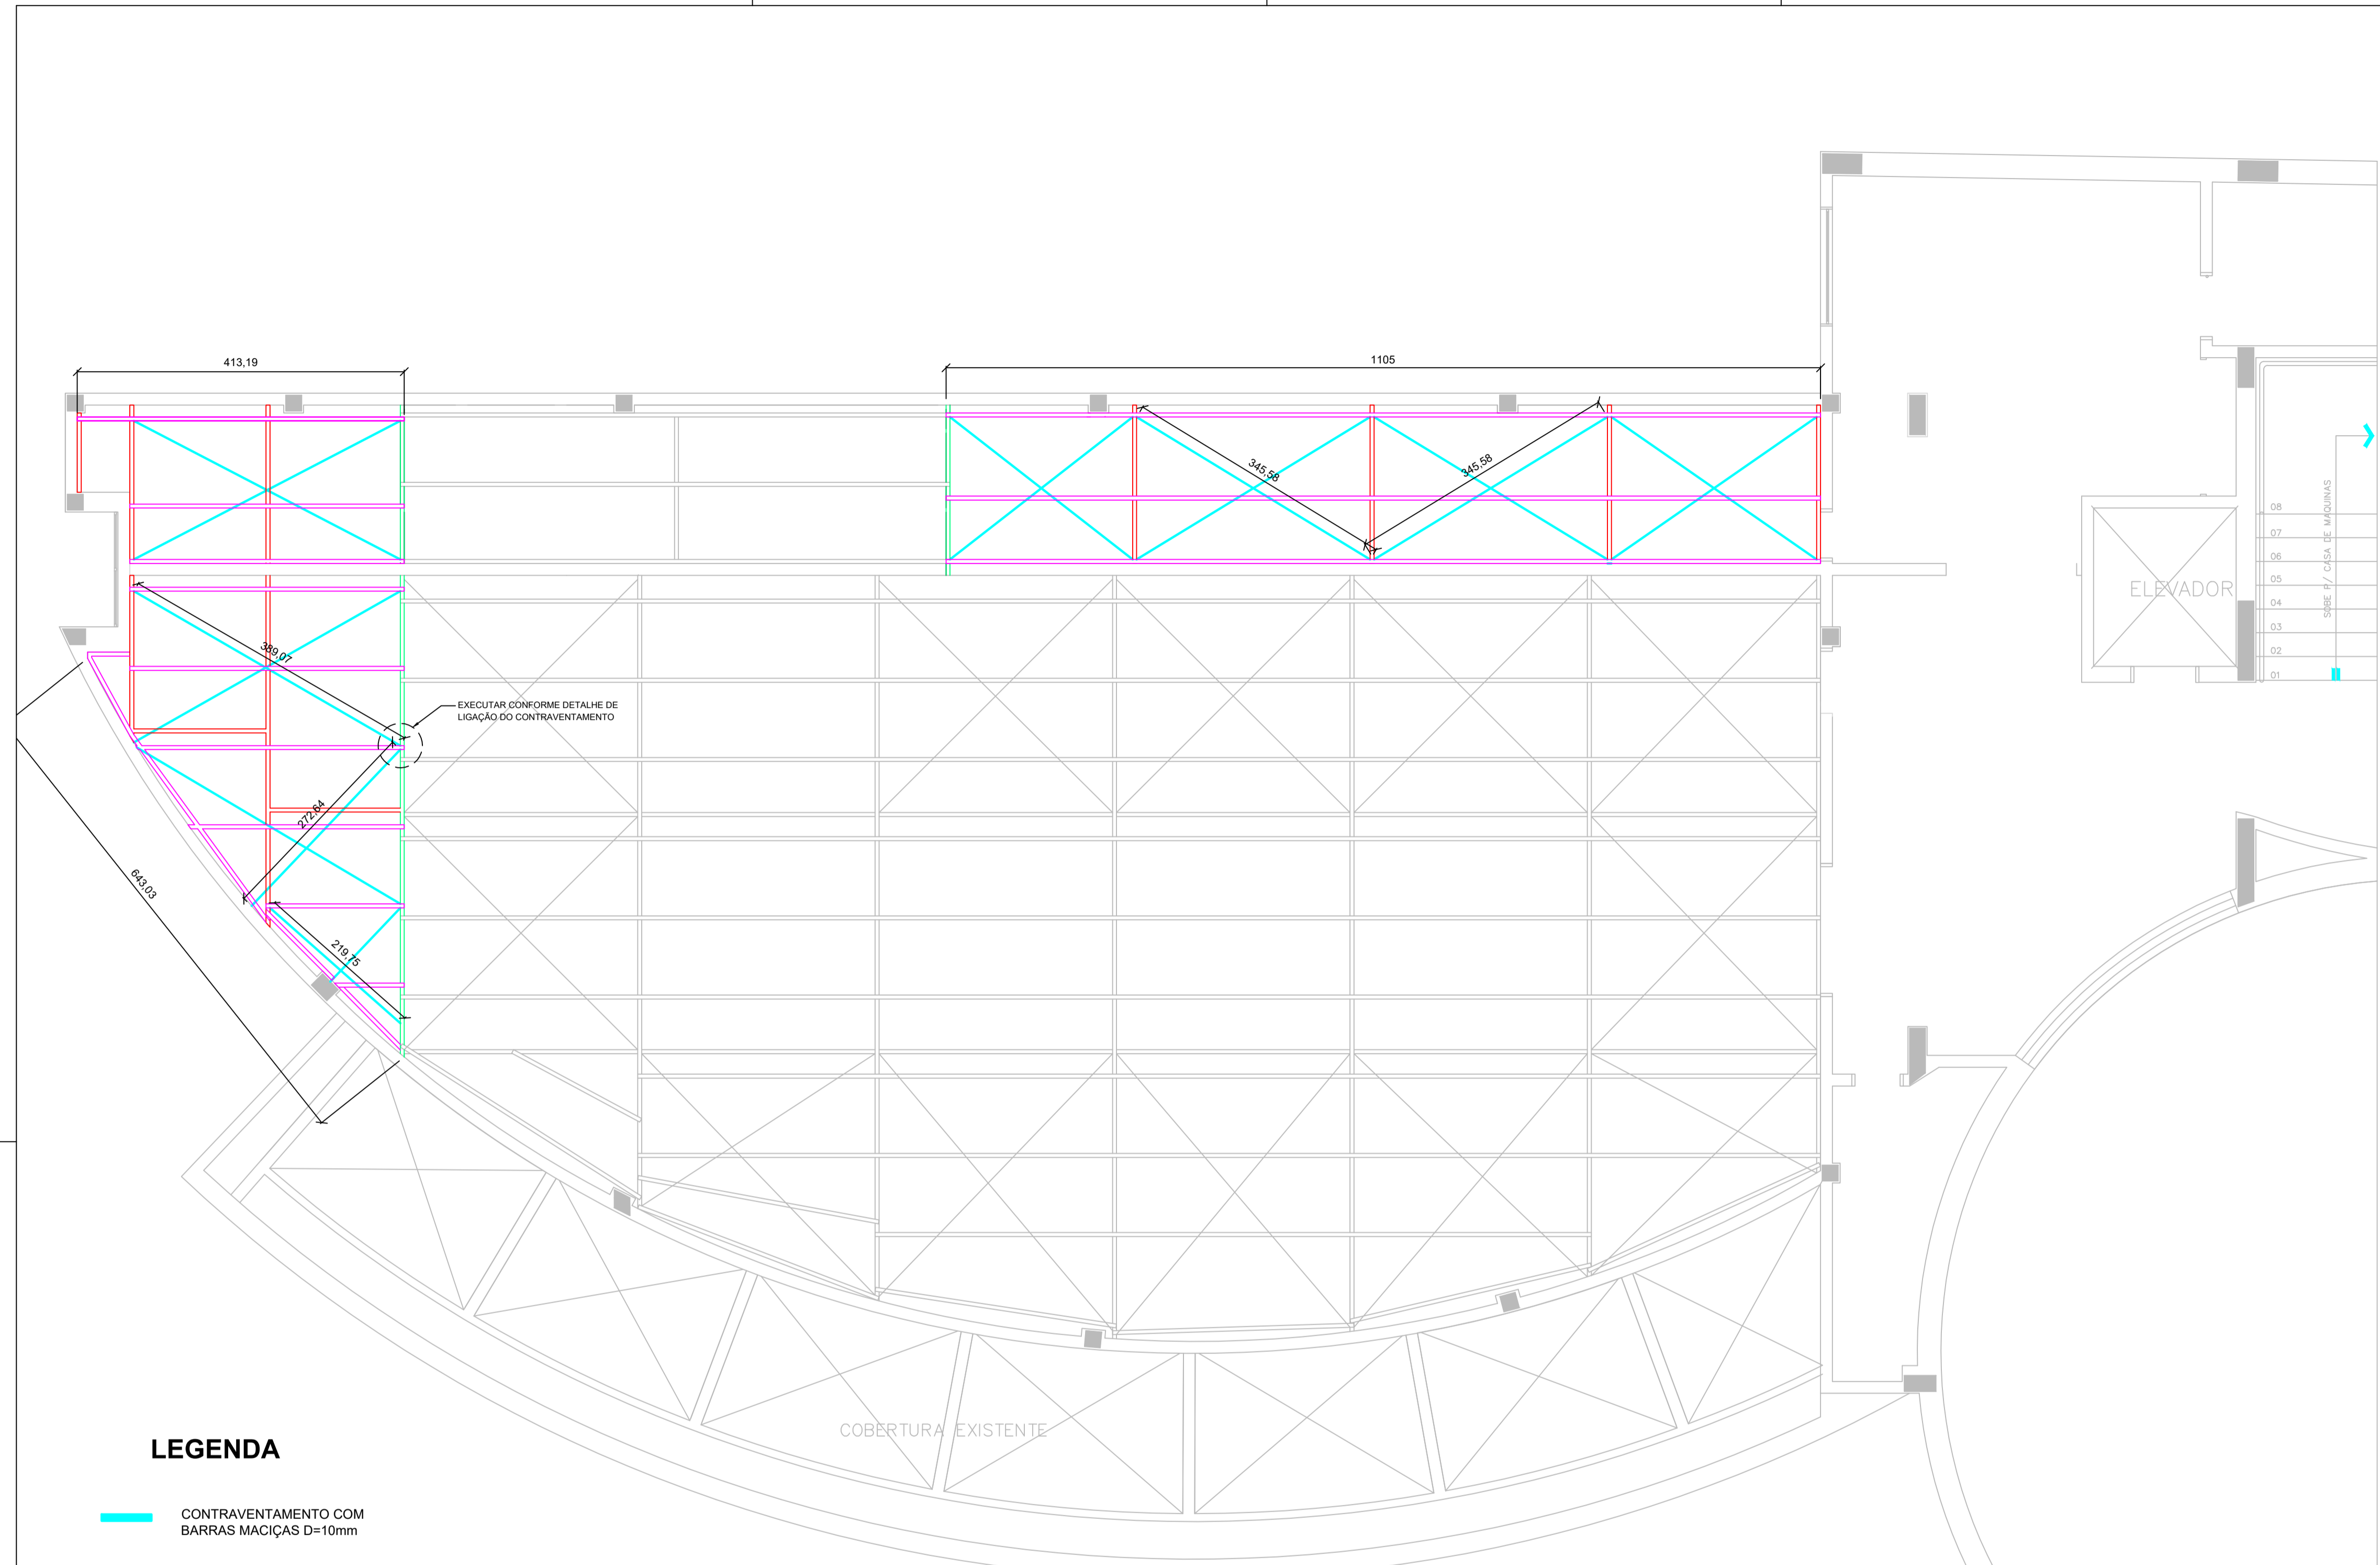 413,19
1105
345,58
345,58
08
07
06
05
04
03
02
01
SOBE P/ CASA DE MAQUINAS
ELEVADOR
389,07
EXECUTAR CONFORME DETALHE DE
LIGAÇÃO DO CONTRAVENTAMENTO
272,64
643,03
219,75
COBERTURA EXISTENTE
LEGENDA
CONTRAVENTAMENTO COM
BARRAS MACIÇAS D=10mm